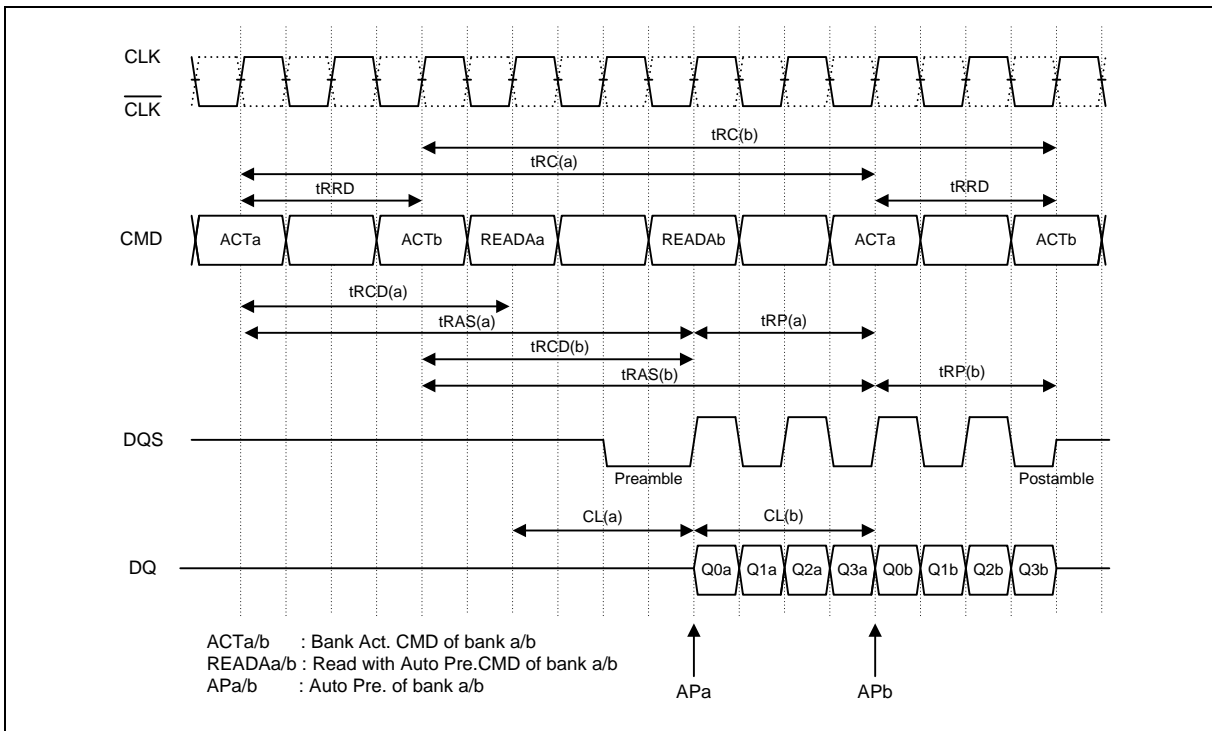 CLK
CLK
tRC(b)
tRC(a)
tRRD tRRD
CMD ACTa ACTb READAa READAb ACTa ACTb
tRCD(a)
tRAS(a) tRP(a)
tRCD(b)
tRAS(b) tRP(b)
DQS
Preamble Postamble
CL(a) CL(b)
DQ Q0a Q1a Q2a Q3a Q0b Q1b Q2b Q3b
ACTa/b : Bank Act. CMD of bank a/b
READAa/b : Read with Auto Pre.CMD of bank a/b
APa/b : Auto Pre. of bank a/b
APa APb